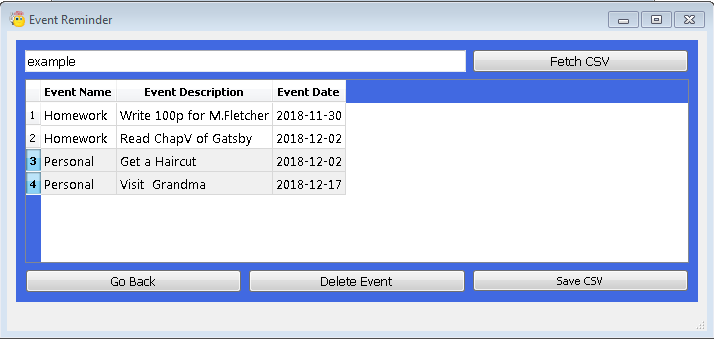 Event Reminder
example Fetch CSV
Event Name Event Description Event Date
1 Homework Write 100p for M.Fletcher 2018-11-30
2 Homework Read ChapV of Gatsby 2018-12-02
3 Personal Get a Haircut 2018-12-02
4 Personal Visit  Grandma 2018-12-17
Go Back Delete Event Save CSV